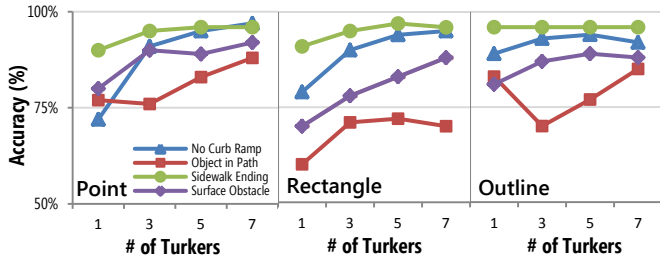 100%
75%
50%
Accuracy (%)
No Curb Ramp
Object in Path
Sidewalk Ending
Surface Obstacle
Point
Rectangle
Outline
1 3 5 7
1 3 5 7
1 3 5 7
# of Turkers
# of Turkers
# of Turkers